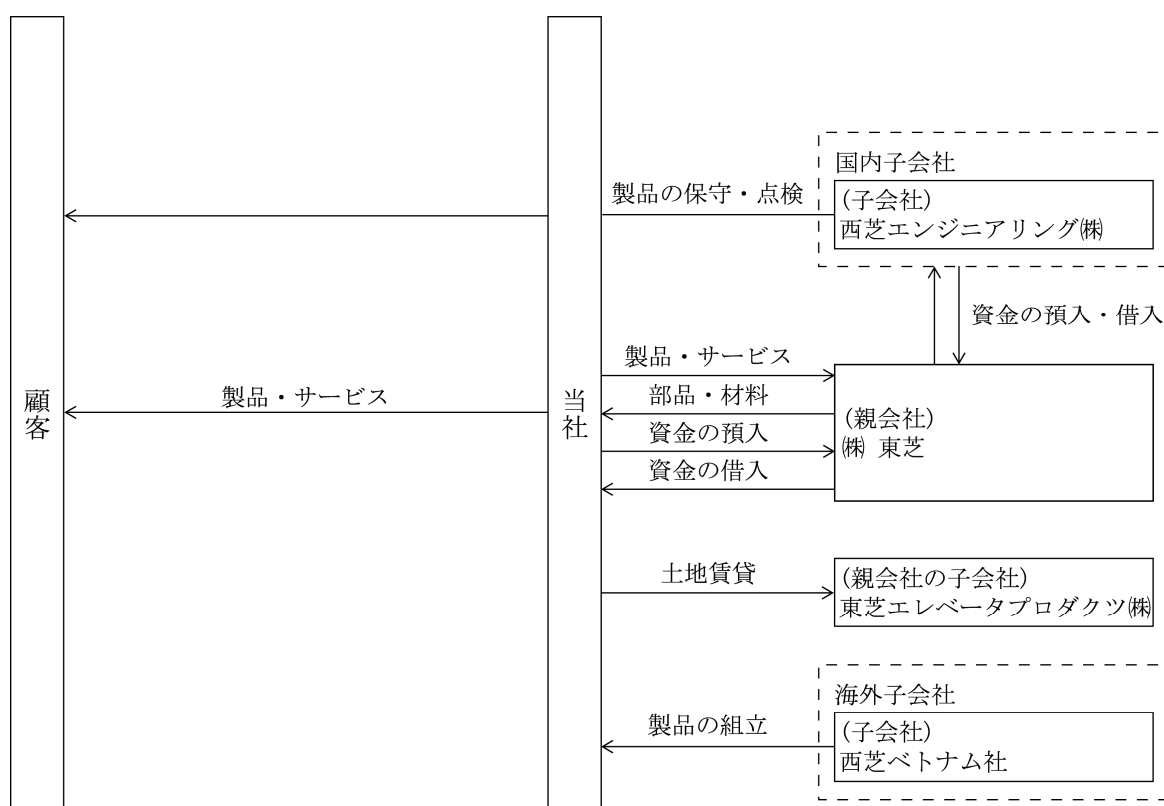 国内子会社
製品の保守・点検
(子会社)
西芝エンジニアリング㈱
資金の預入・借入
製品・サービス
顧客
製品・サービス
当社
部品・材料
(親会社)
㈱ 東芝
資金の預入
資金の借入
土地賃貸
(親会社の子会社)
東芝エレベータプロダクツ㈱
海外子会社
製品の組立
(子会社)
西芝ベトナム社